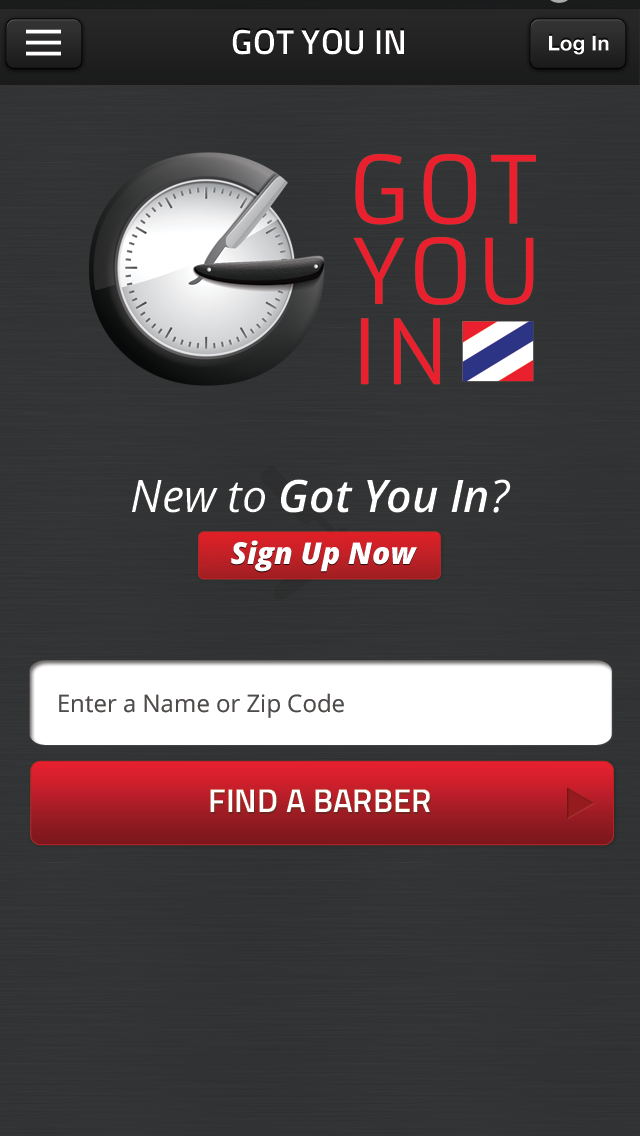 GOT YOU IN
Log In
GOT
YOU
IN
New to Got You In?
Sign Up Now
Enter a Name or Zip Code
FIND A BARBER